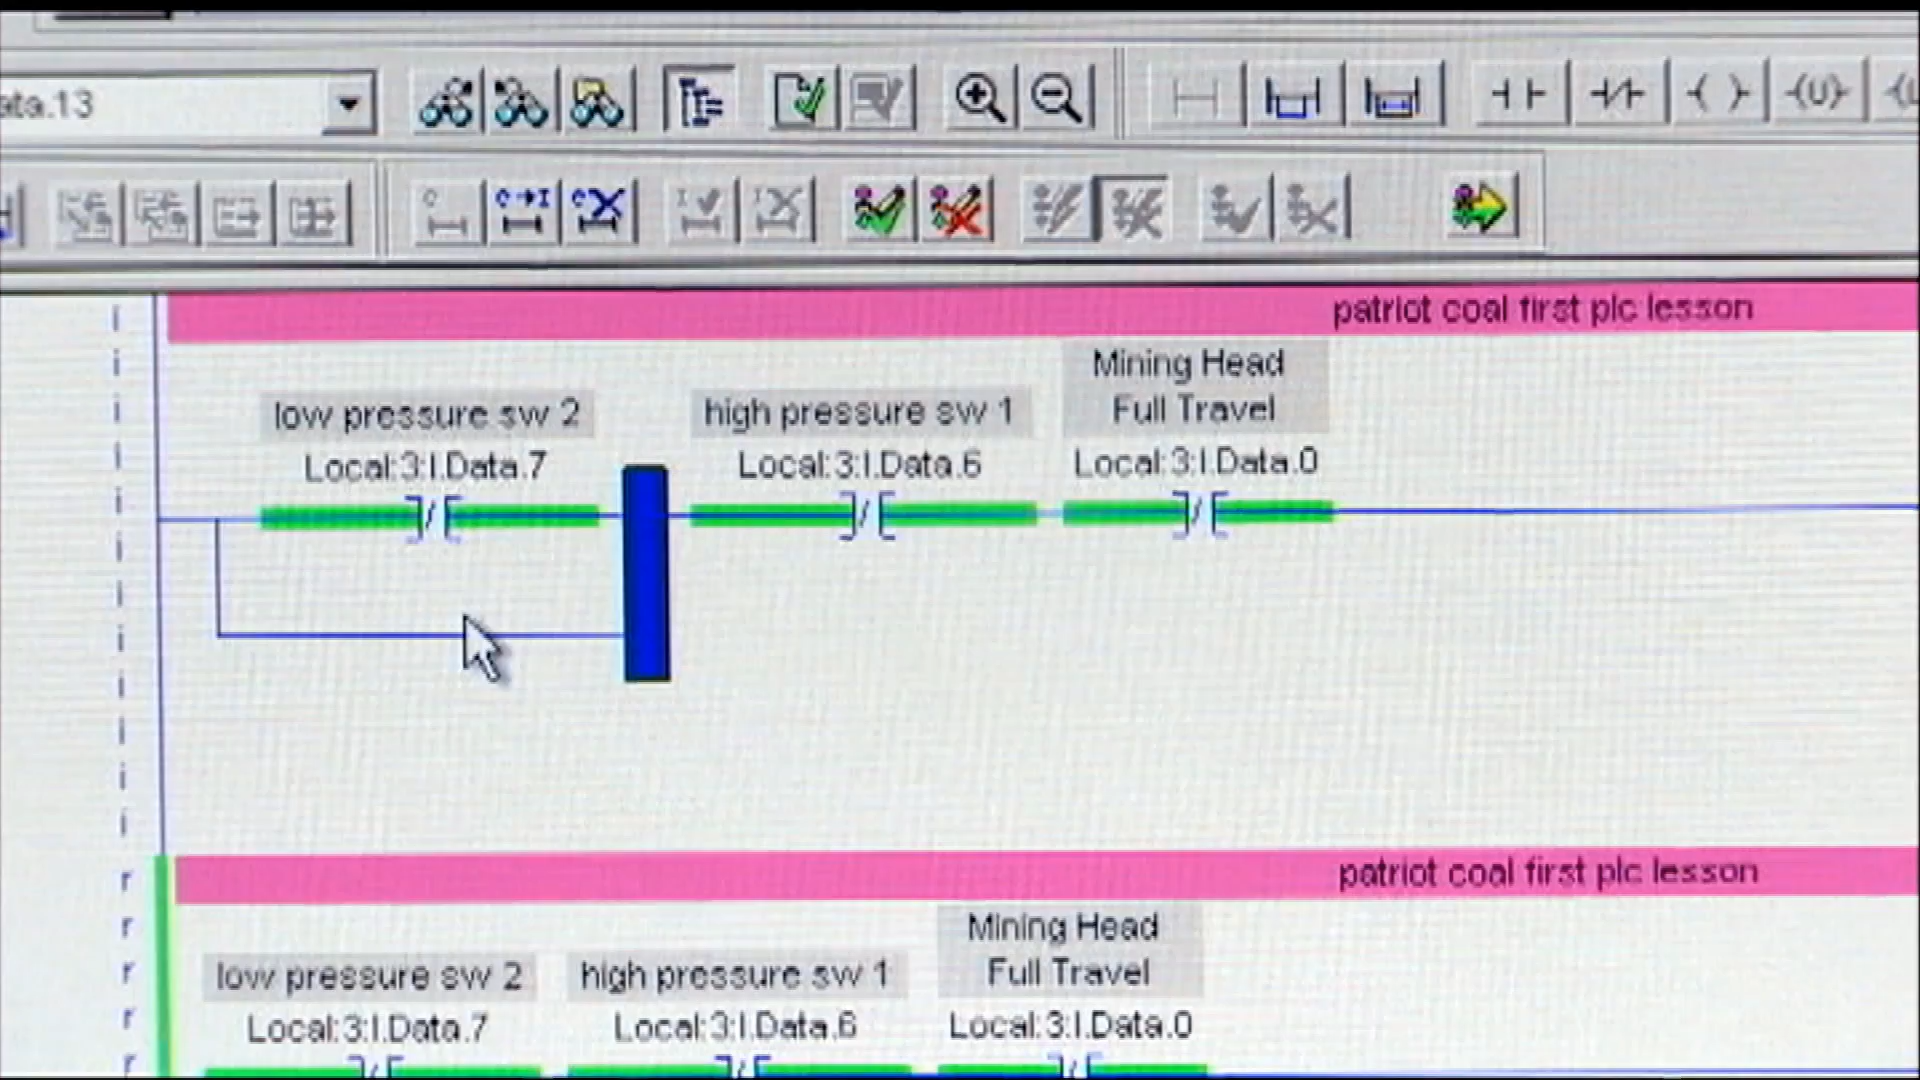 ata.13
patriot coal first plc lesson
Mining Head
Full Travel
low pressure sw 2
high pressure sw 1
Local:3:I.Data.7
Local:3:I.Data.6
Local:3:I.Data.0
i
i
i
i
i
i
i
i
i
i
i
i
patriot coal first plc lesson
r
Mining Head
r
Full Travel
low pressure sw 2
high pressure sw 1
r
Local:3:I.Data.7
Local:3:I.Data.6
Local:3:I.Data.0
r
r